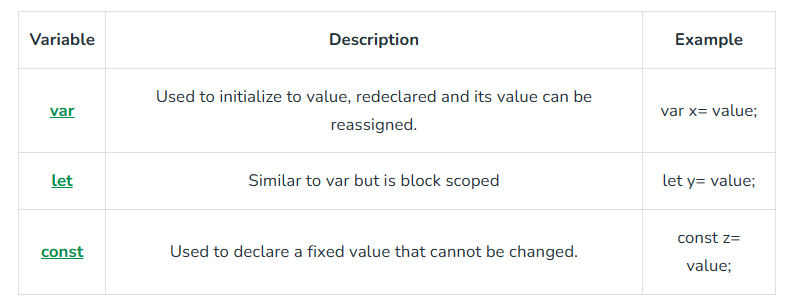 Variable Description Example
Used to initialize to value, redeclared and its value can be
var var x= value;
reassigned.
let Similar to var but is block scoped let y= value;
const Used to declare a fixed value that cannot be changed. const z=
value;